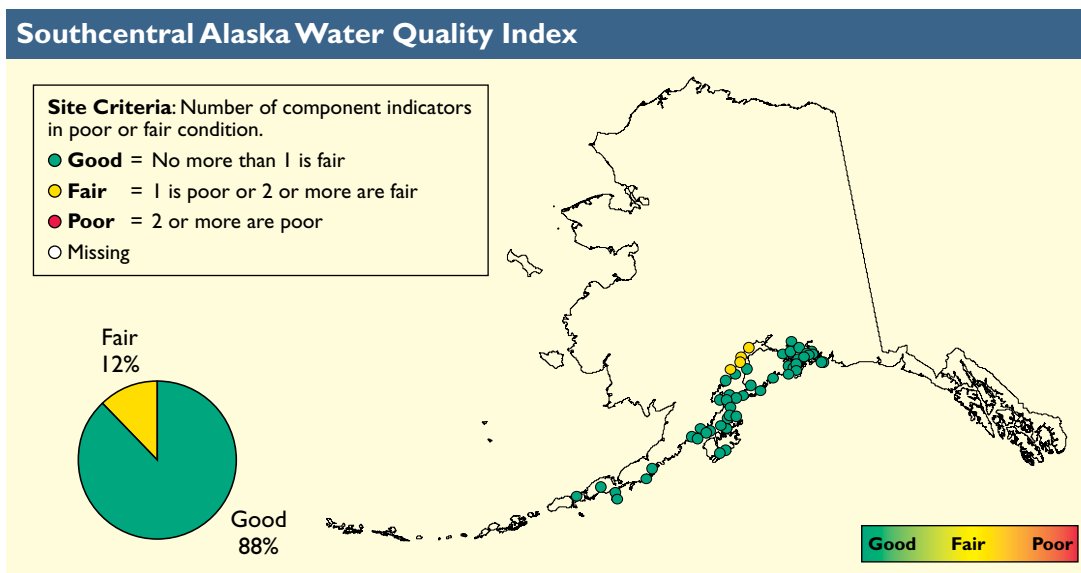 Southcentral Alaska Water Quality Index
Site Criteria: Number of component indicators
in poor or fair condition.
Good = No more than 1 is fair
Fair = 1 is poor or 2 or more are fair
Poor = 2 or more are poor
Missing
Fair
12%
Good
88%
Good Fair Poor